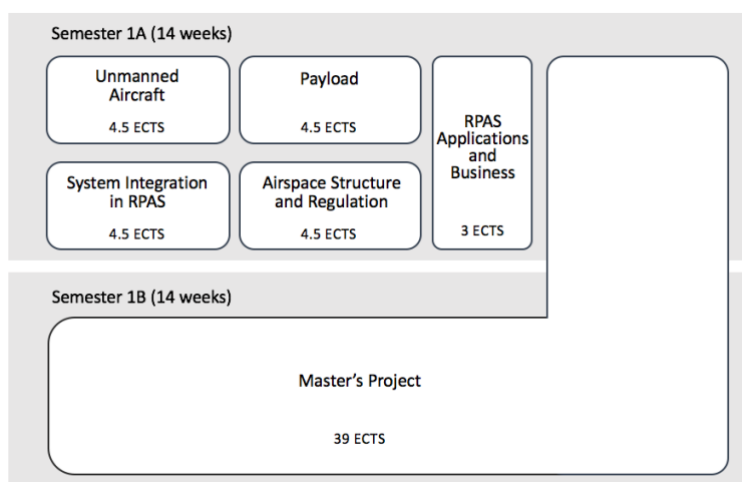 Semester 1A (14 weeks)
Unmanned
Aircraft
4.5 ECTS
Payload
4.5 ECTS
RPAS
Applications
and
Business
3 ECTS
System Integration
in RPAS
4.5 ECTS
Airspace Structure
and Regulation
4.5 ECTS
Semester 1B (14 weeks)
Master's Project
39 ECTS